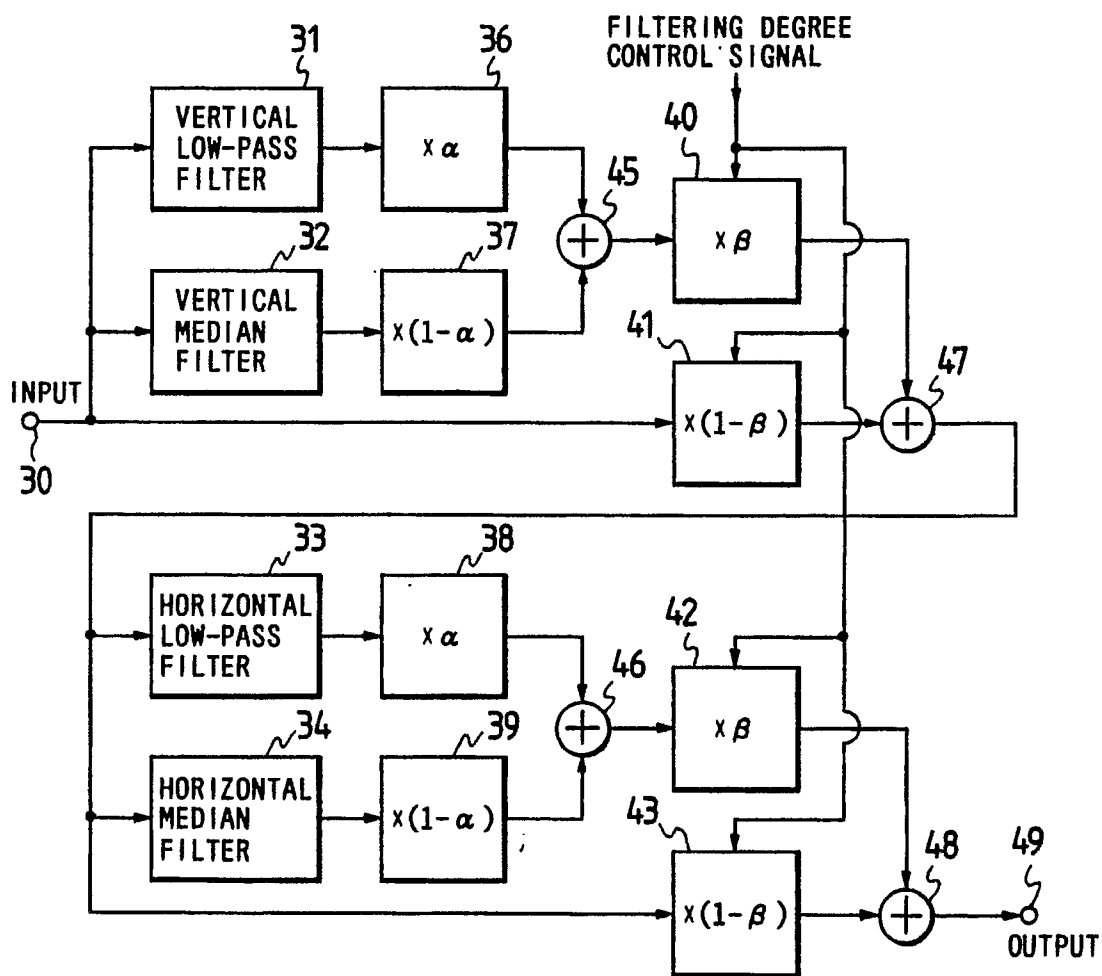 FILTERING DEGREE
CONTROL SIGNAL
31
36
VERTICAL
LOW-PASS
FILTER
×α
40
×β
45
+
32
37
VERTICAL
MEDIAN
FILTER
×(1-α)
41
×(1-β)
47
+
INPUT
30
33
38
HORIZONTAL
LOW-PASS
FILTER
×α
42
×β
46
+
34
39
HORIZONTAL
MEDIAN
FILTER
×(1-α)
43
×(1-β)
48
+
49
OUTPUT